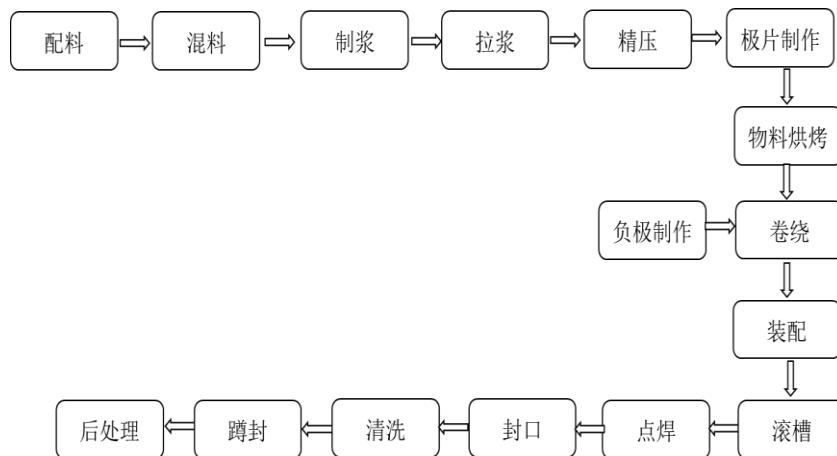 配料
混料
制浆
拉浆
精压
极片制作
物料烘烤
负极制作
卷绕
装配
滚槽
点焊
封口
清洗
蹲封
后处理